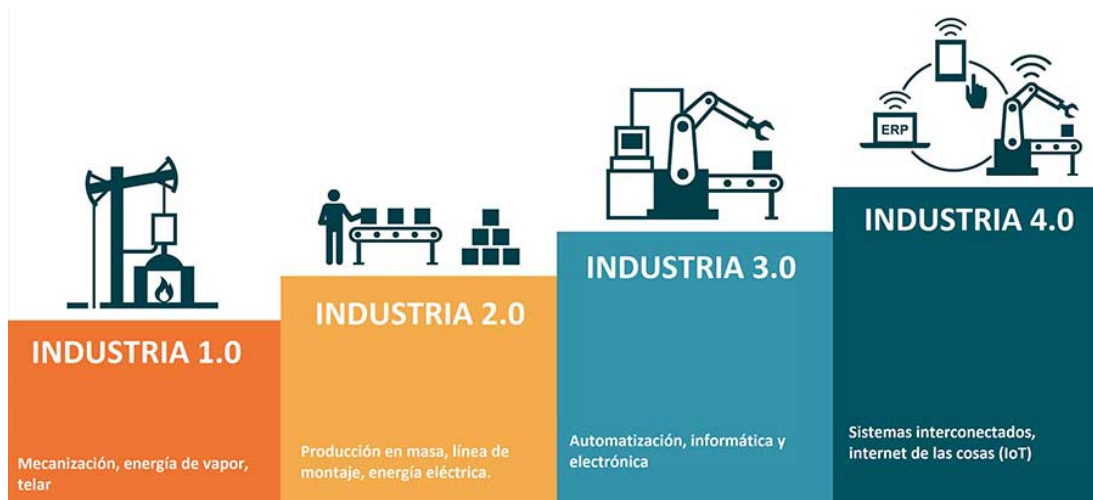 INDUSTRIA 1.0
Mecanización, energía de vapor,
telar
INDUSTRIA 2.0
Producción en masa, línea de
montaje, energía eléctrica.
INDUSTRIA 3.0
Automatización, informática y
electrónica
ERP
INDUSTRIA 4.0
Sistemas interconectados,
internet de las cosas (IoT)